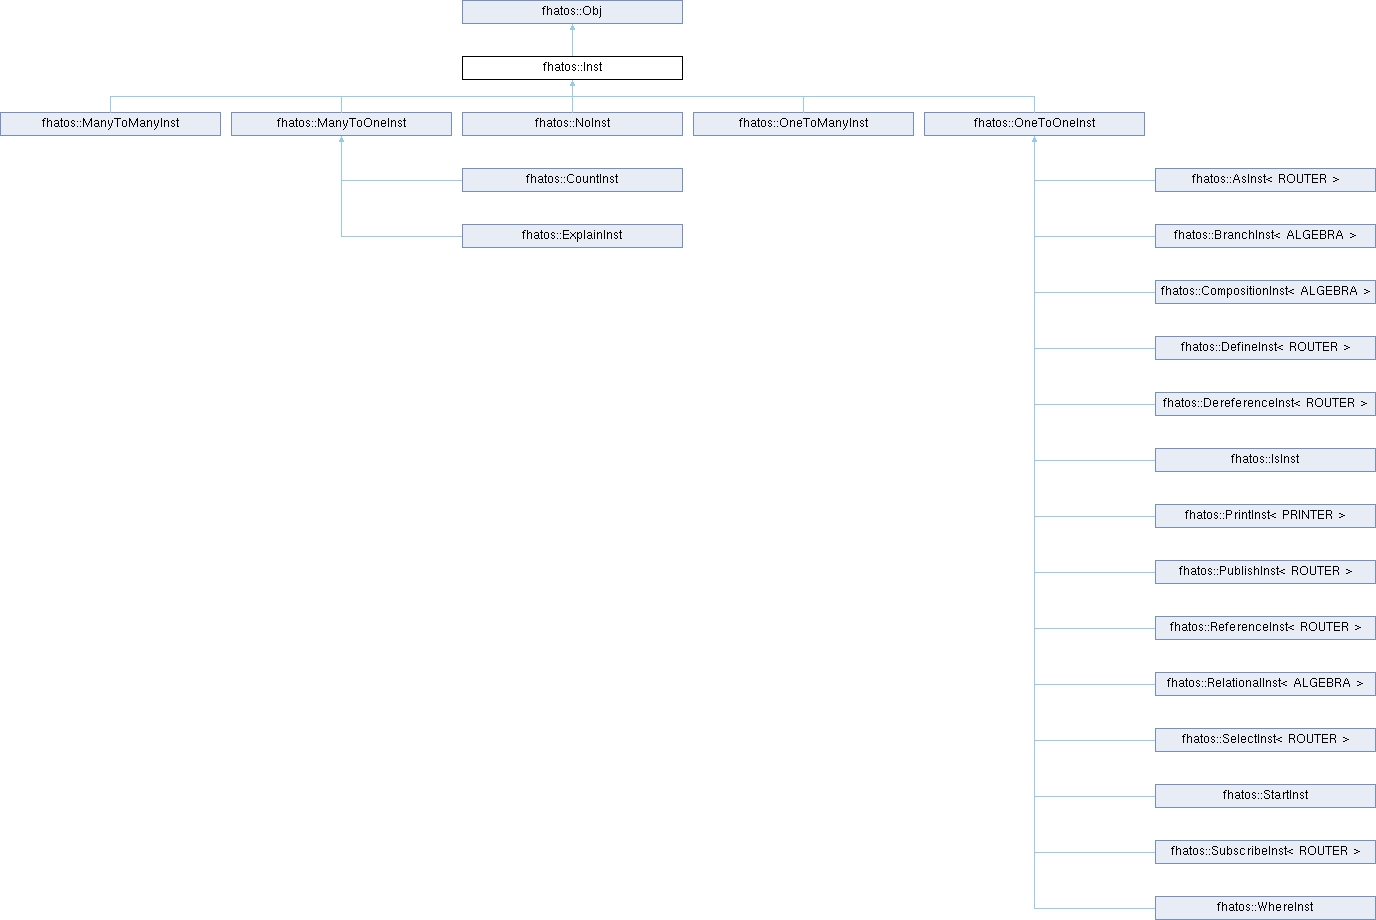 fhatos::Obj
fhatos::Inst
fhatos::ManyToManyInst
fhatos::ManyToOneInst
fhatos::NoInst
fhatos::OneToManyInst
fhatos::OneToOneInst
fhatos::CountInst
fhatos::AsInst< ROUTER >
fhatos::ExplainInst
fhatos::BranchInst< ALGEBRA >
fhatos::CompositionInst< ALGEBRA >
fhatos::DefineInst< ROUTER >
fhatos::DereferenceInst< ROUTER >
fhatos::IsInst
fhatos::PrintInst< PRINTER >
fhatos::PublishInst< ROUTER >
fhatos::ReferenceInst< ROUTER >
fhatos::RelationalInst< ALGEBRA >
fhatos::SelectInst< ROUTER >
fhatos::StartInst
fhatos::SubscribeInst< ROUTER >
fhatos::WhereInst